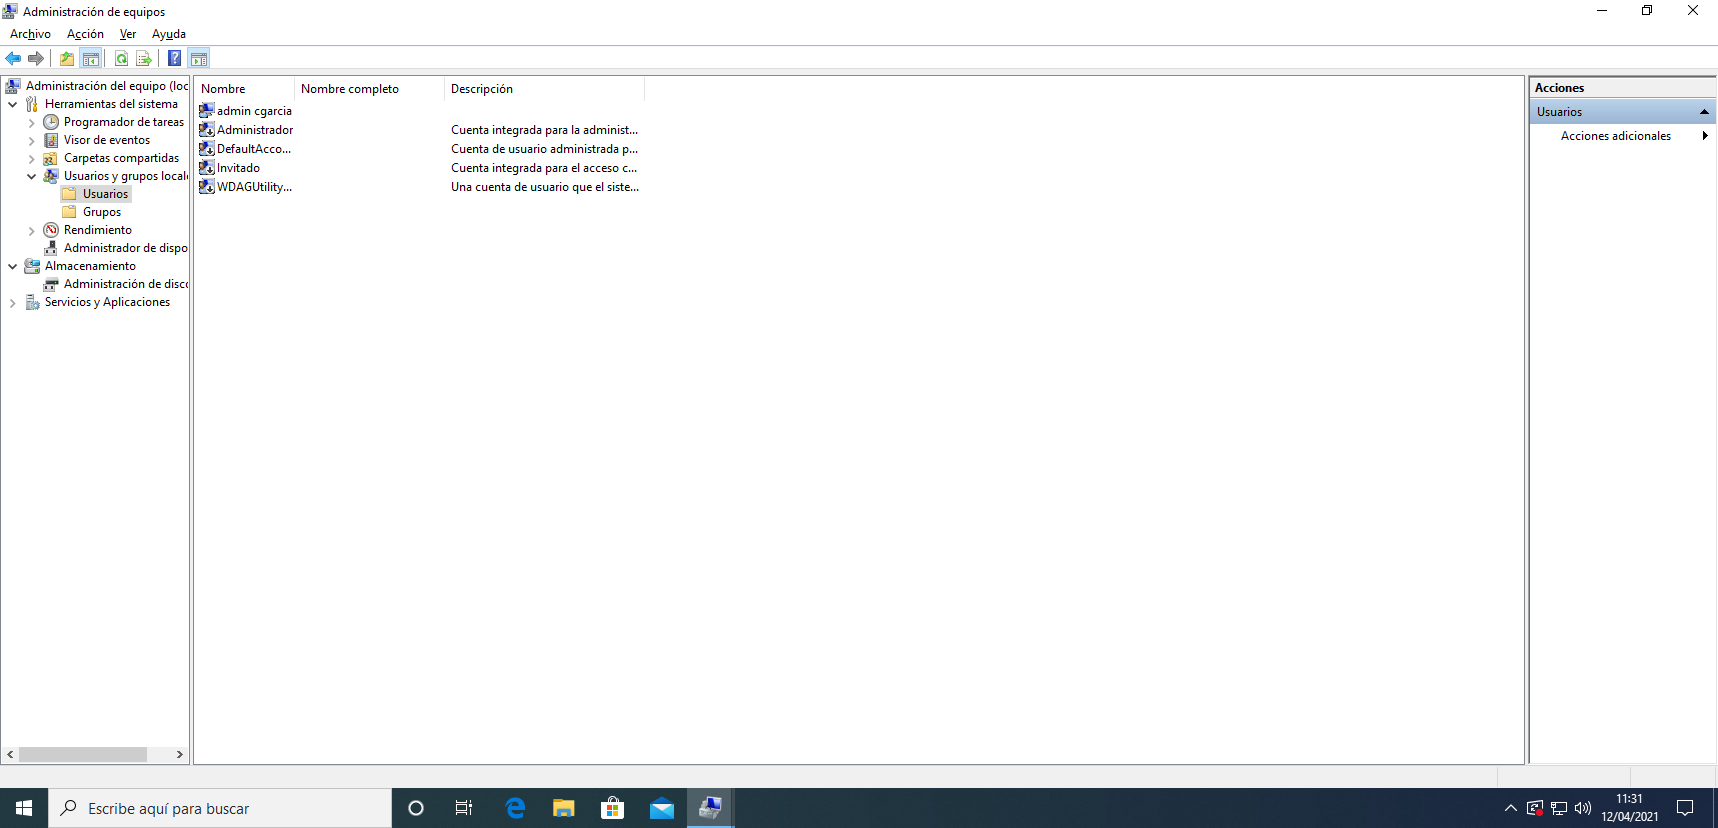 Administración de equipos
Archivo Acción Ver Ayuda
Administración del equipo (loc
Herramientas del sistema
Programador de tareas
Visor de eventos
Carpetas compartidas
Usuarios y grupos local
Usuarios
Grupos
Rendimiento
Administrador de dispo
Almacenamiento
Administración de disc
Servicios y Aplicaciones
Nombre Nombre completo Descripción
admin cgarcia
Administrador Cuenta integrada para la administ...
DefaultAcco... Cuenta de usuario administrada p...
Invitado Cuenta integrada para el acceso c...
WDAGUtility... Una cuenta de usuario que el siste...
Acciones
Usuarios
Acciones adicionales
Escribe aquí para buscar
11:31
12/04/2021